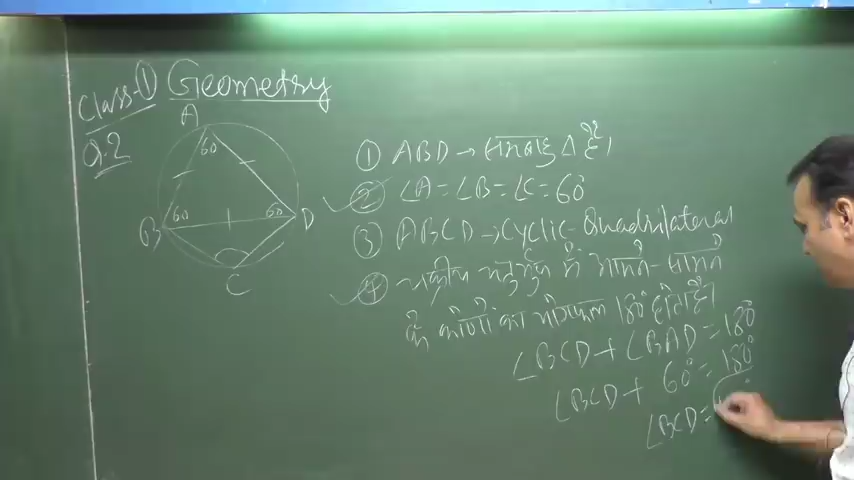 Class-① Geometry
Q.2
A
60
B
60
60
D
C
① ABD → समबाहु Δ है।
② ∠A = ∠B = ∠C = 60°
③ ABCD → Cyclic-Quadrilateral
④ चक्रीय चतुर्भुज में आमने-सामने
के कोणों का योगफल 180° होता है।
∠BCD + ∠BAD = 180°
∠BCD + 60° = 180°
∠BCD =